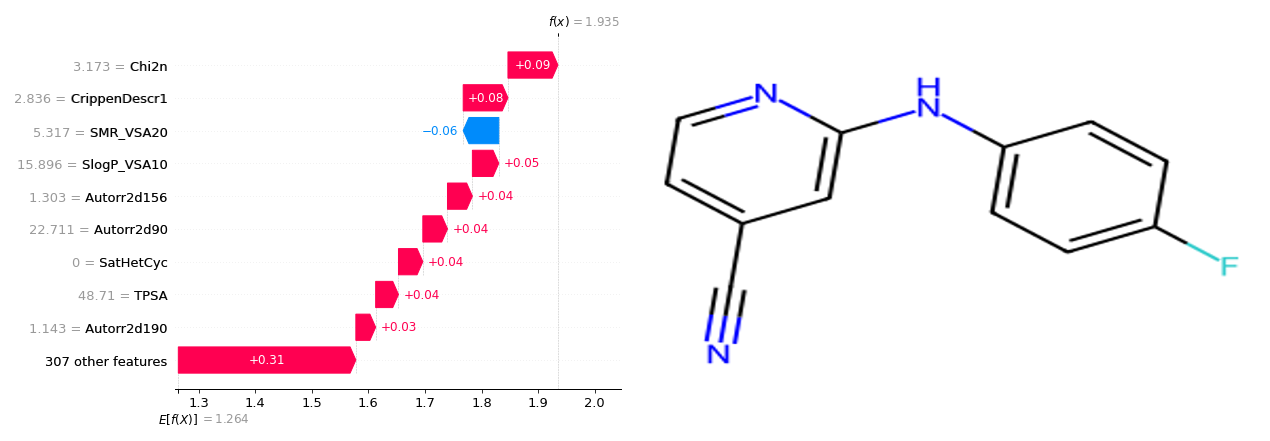 f(x) = 1.935
3.173 = Chi2n
+0.09
2.836 = CrippenDescr1
+0.08
5.317 = SMR_VSA20
−0.06
15.896 = SlogP_VSA10
+0.05
1.303 = Autorr2d156
+0.04
22.711 = Autorr2d90
+0.04
0 = SatHetCyc
+0.04
48.71 = TPSA
+0.04
1.143 = Autorr2d190
+0.03
307 other features
+0.31
1.3 1.4 1.5 1.6 1.7 1.8 1.9 2.0
E[f(X)] = 1.264
H
N
N
F
N